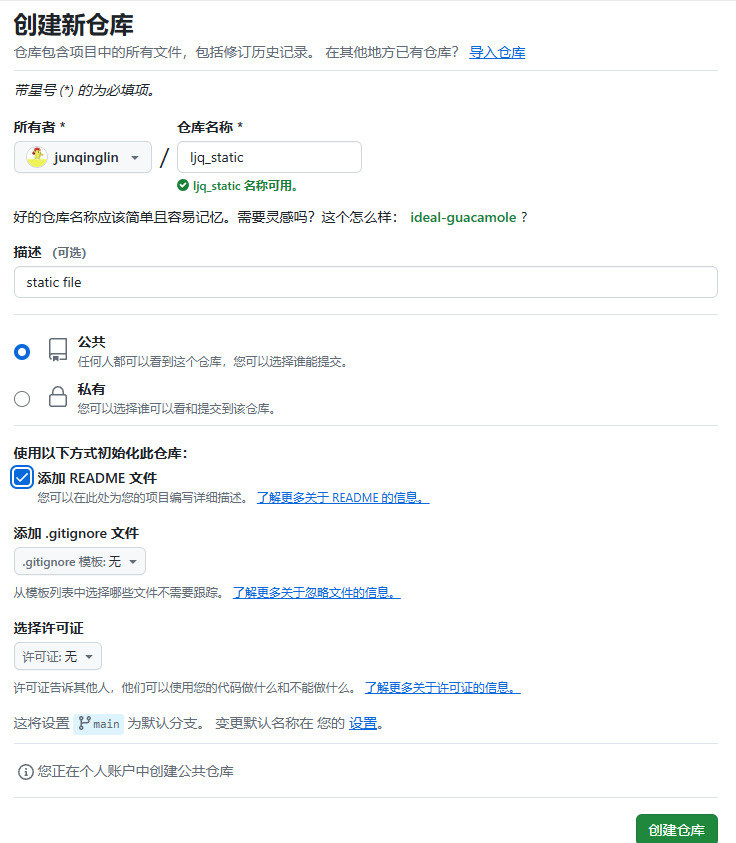 创建新仓库
仓库包含项目中的所有文件，包括修订历史记录。 在其他地方已有仓库？ 导入仓库
带星号 (*) 的为必填项。
所有者 * 仓库名称 *
junqinglin / ljq_static
ljq_static 名称可用。
好的仓库名称应该简单且容易记忆。需要灵感吗？这个怎么样： ideal-guacamole ?
描述 (可选)
static file
公共
任何人都可以看到这个仓库，您可以选择谁能提交。
私有
您可以选择谁可以看和提交到该仓库。
使用以下方式初始化此仓库：
添加 README 文件
您可以在此处为您的项目编写详细描述。 了解更多关于 README 的信息。
添加 .gitignore 文件
.gitignore 模板: 无
从模板列表中选择哪些文件不需要跟踪。 了解更多关于忽略文件的信息。
选择许可证
许可证: 无
许可证告诉其他人，他们可以使用您的代码做什么和不能做什么。 了解更多关于许可证的信息。
这将设置 main 为默认分支。 变更默认名称在 您的 设置。
您正在个人账户中创建公共仓库
创建仓库